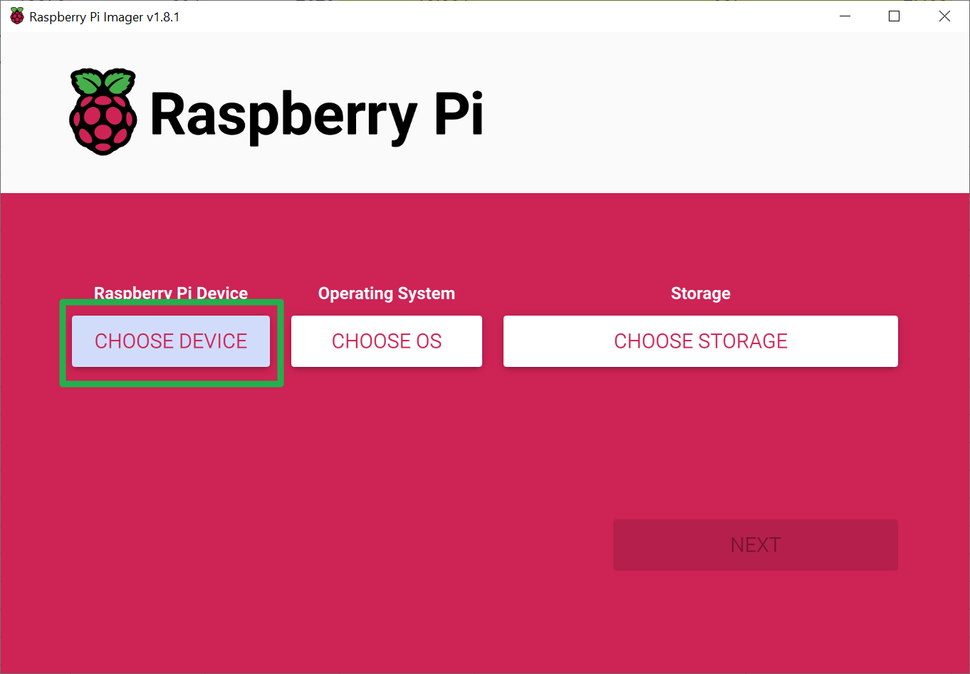 Raspberry Pi Imager v1.8.1
Raspberry Pi
Raspberry Pi Device
Operating System
Storage
CHOOSE DEVICE
CHOOSE OS
CHOOSE STORAGE
NEXT